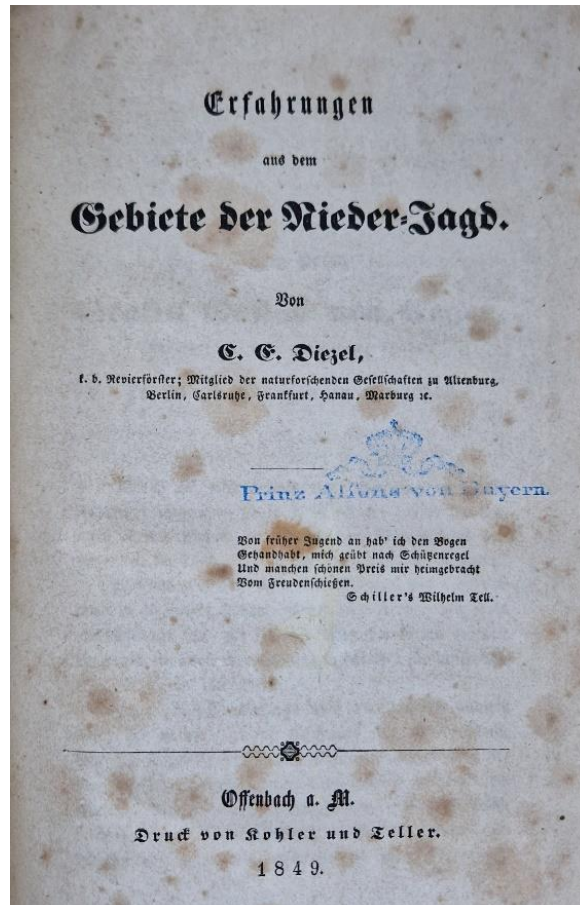 Erfahrungen
aus dem
Gebiete der Nieder-Jagd.
Von
C. E. Diezel,
k. b. Revierförster; Mitglied der naturforschenden Gesellschaften zu Altenburg,
Berlin, Carlsruhe, Frankfurt, Hanau, Marburg ꝛc.
Prinz Alfons von Bayern
Von früher Jugend an hab' ich den Bogen
Gehandhabt, mich geübt nach Schützenregel
Und manchen schönen Preis mir heimgebracht
Vom Freudenschießen.
Schiller's Wilhelm Tell.
Offenbach a. M.
Druck von Kohler und Teller.
1849.